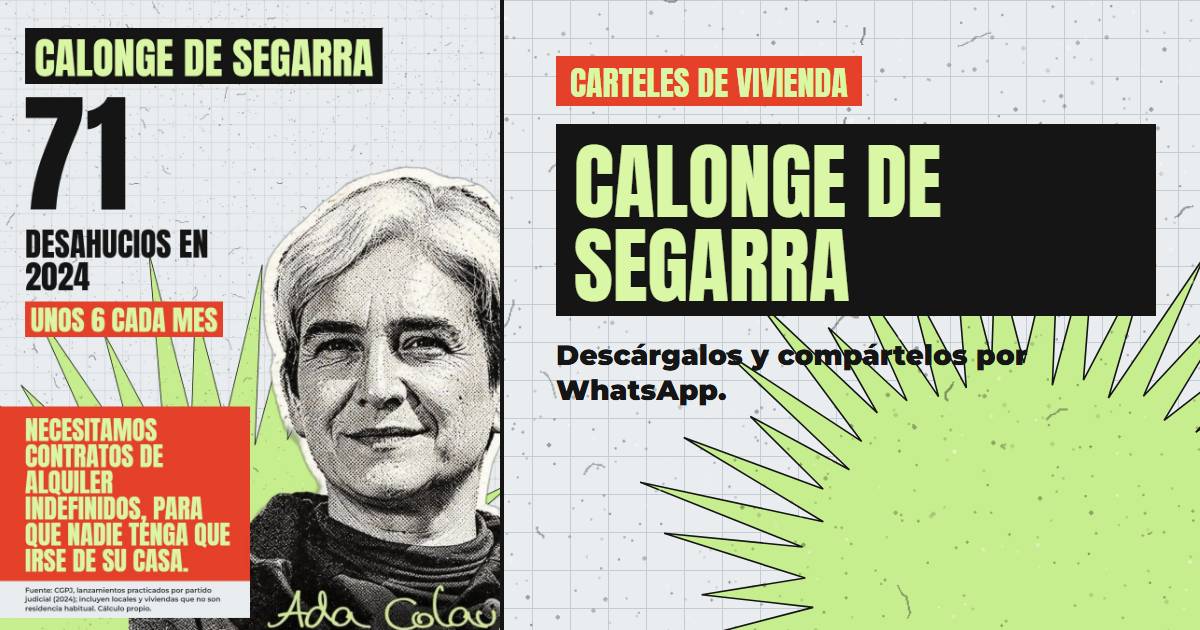 CALONGE DE SEGARRA
71
DESAHUCIOS EN
2024
UNOS 6 CADA MES
NECESITAMOS
CONTRATOS DE
ALQUILER
INDEFINIDOS, PARA
QUE NADIE TENGA QUE
IRSE DE SU CASA.
Fuente: CGPJ, lanzamientos practicados por partido
judicial (2024); incluyen locales y viviendas que no son
residencia habitual. Cálculo propio.
Ada Colau
CARTELES DE VIVIENDA
CALONGE DE
SEGARRA
Descárgalos y compártelos por
WhatsApp.